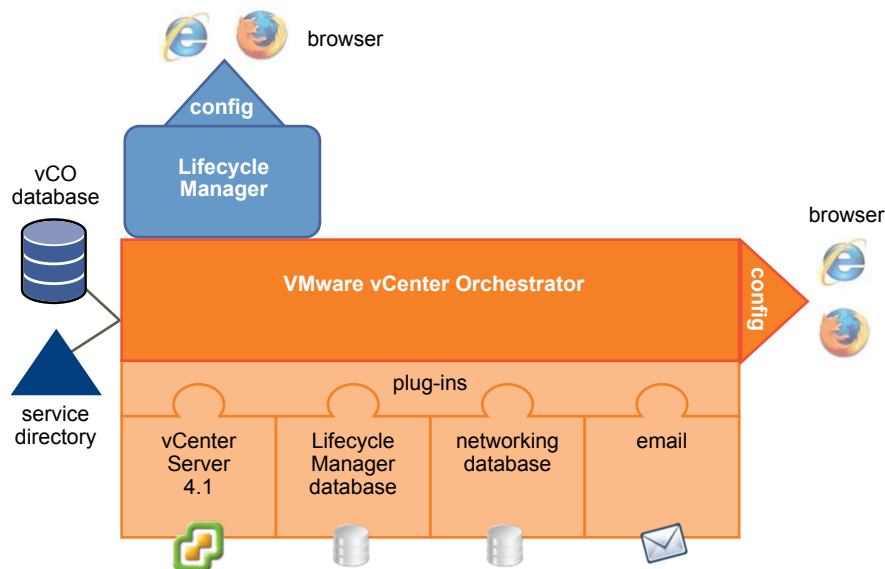 browser
config
Lifecycle
Manager
vCO
database
browser
VMware vCenter Orchestrator
config
plug-ins
service
directory
vCenter
Server
4.1
Lifecycle
Manager
database
networking
database
email